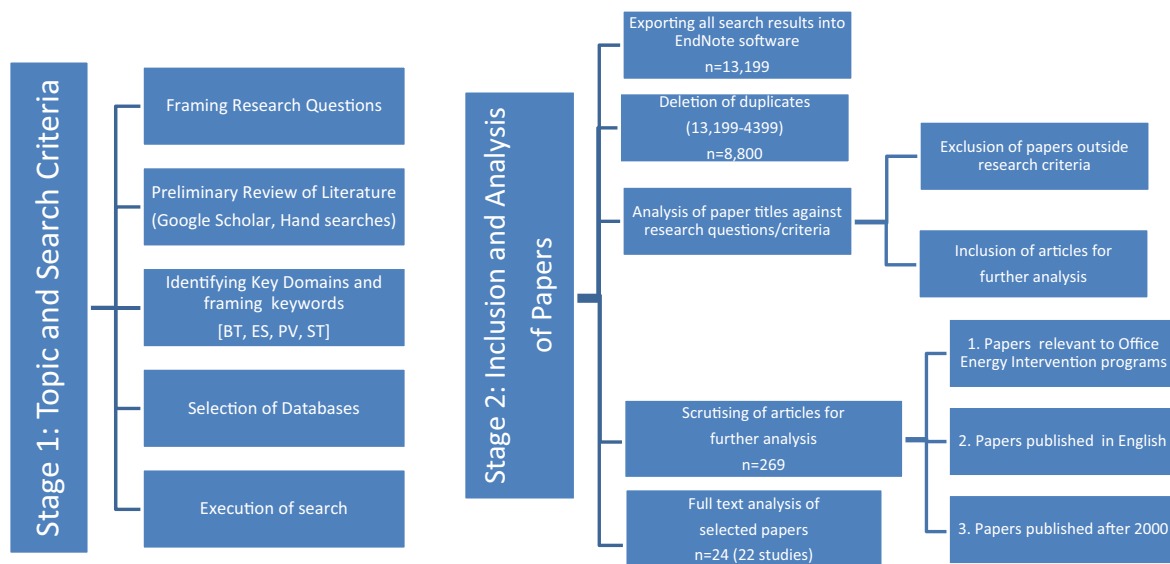 Stage 1: Topic and Search Criteria
Framing Research Questions
Preliminary Review of Literature
(Google Scholar, Hand searches)
Identifying Key Domains and
framing keywords
[BT, ES, PV, ST]
Selection of Databases
Execution of search
Stage 2: Inclusion and Analysis
of Papers
Exporting all search results into
EndNote software
n=13,199
Deletion of duplicates
(13,199-4399)
n=8,800
Analysis of paper titles against
research questions/criteria
Exclusion of papers outside
research criteria
Inclusion of articles for
further analysis
Scrutising of articles for
further analysis
n=269
1. Papers relevant to Office
Energy Intervention programs
2. Papers published in English
3. Papers published after 2000
Full text analysis of
selected papers
n=24 (22 studies)